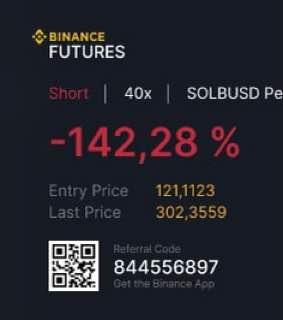 BINANCE
FUTURES
Short | 40x | SOLBUSD Pe
-142,28 %
Entry Price 121,1123
Last Price 302,3559
Referral Code
844556897
Get the Binance App